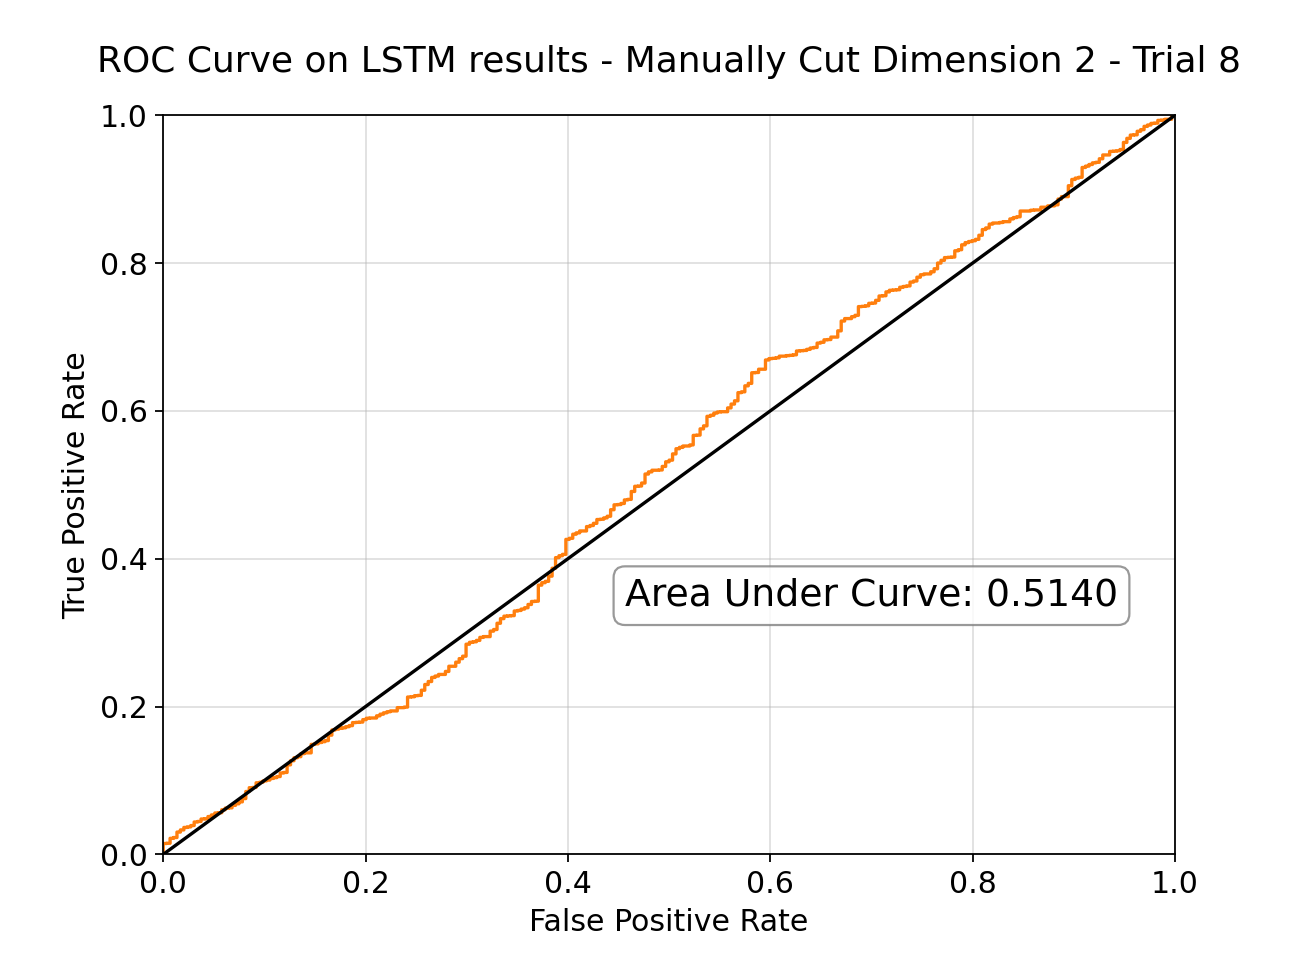 ROC Curve on LSTM results - Manually Cut Dimension 2 - Trial 8
1.0
0.8
0.6
0.4
0.2
0.0
True Positive Rate
Area Under Curve: 0.5140
0.0 0.2 0.4 0.6 0.8 1.0
False Positive Rate